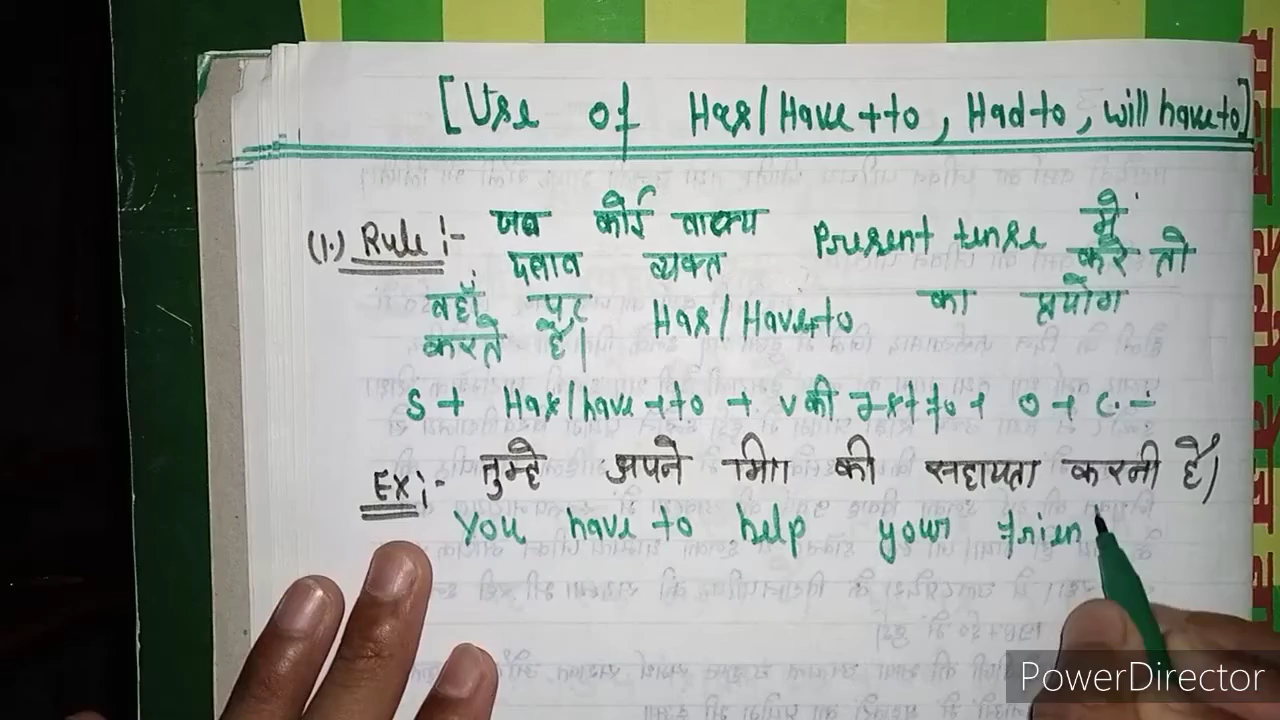 [Use of Has/Have+to, Had to, will have to]
(1.) Rule:- जब कोई वाक्य Present tense में
दबाव व्यक्त करे तो
वहाँ पर Has/Have+to का प्रयोग
करते हैं।
S + Has/have+to + v की Ist fo + O + C.-
Ex:- तुम्हे अपने मित्र की सहायता करनी है।
You have to help your frien
PowerDirector